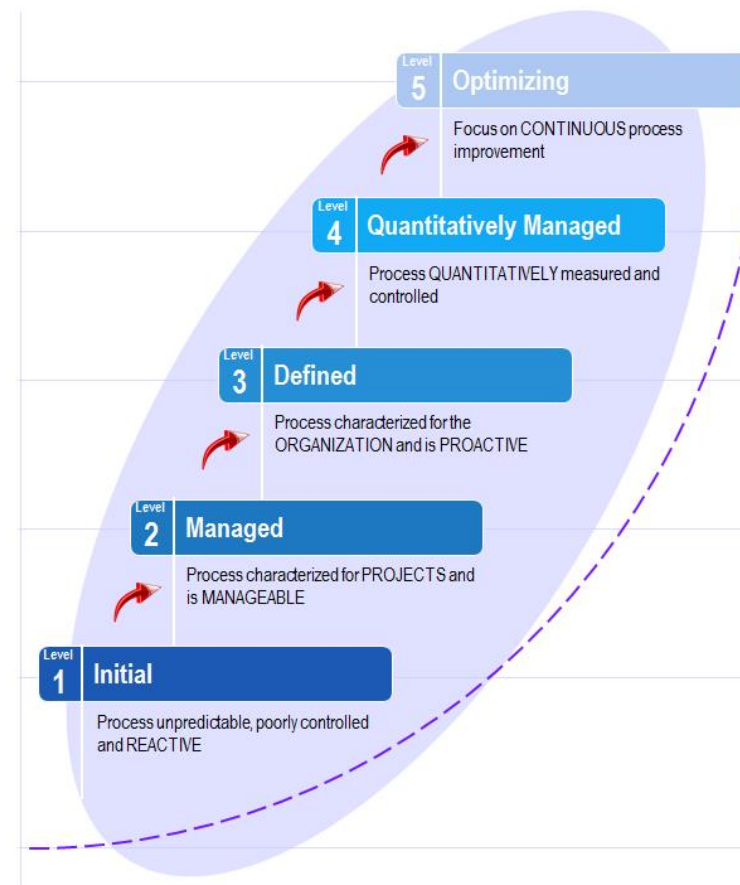 Level
5
Optimizing
Focus on CONTINUOUS process
improvement
Level
4
Quantitatively Managed
Process QUANTITATIVELY measured and
controlled
Level
3
Defined
Process characterized for the
ORGANIZATION and is PROACTIVE
Level
2
Managed
Process characterized for PROJECTS and
is MANAGEABLE
Level
1
Initial
Process unpredictable, poorly controlled
and REACTIVE